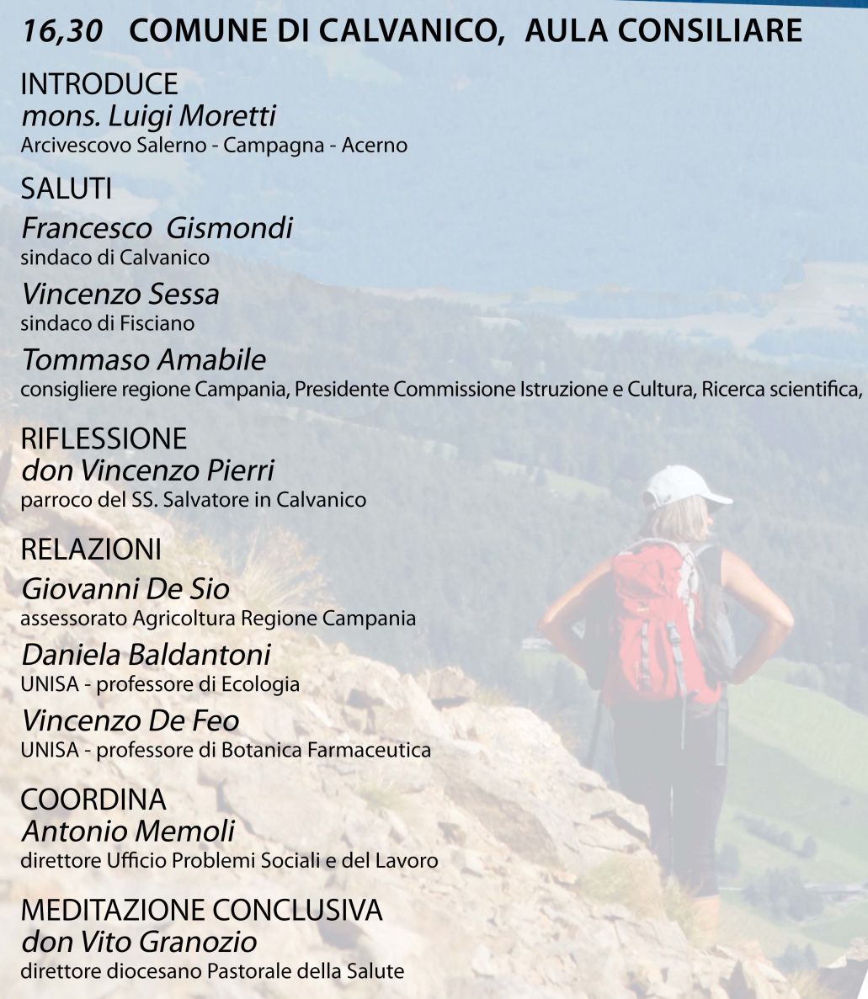 16,30 COMUNE DI CALVANICO, AULA CONSILIARE
INTRODUCE
mons. Luigi Moretti
Arcivescovo Salerno - Campagna - Acerno
SALUTI
Francesco Gismondi
sindaco di Calvanico
Vincenzo Sessa
sindaco di Fisciano
Tommaso Amabile
consigliere regione Campania, Presidente Commissione Istruzione e Cultura, Ricerca scientifica,
RIFLESSIONE
don Vincenzo Pierri
parroco del SS. Salvatore in Calvanico
RELAZIONI
Giovanni De Sio
assessorato Agricoltura Regione Campania
Daniela Baldantoni
UNISA - professore di Ecologia
Vincenzo De Feo
UNISA - professore di Botanica Farmaceutica
COORDINA
Antonio Memoli
direttore Ufficio Problemi Sociali e del Lavoro
MEDITAZIONE CONCLUSIVA
don Vito Granozio
direttore diocesano Pastorale della Salute